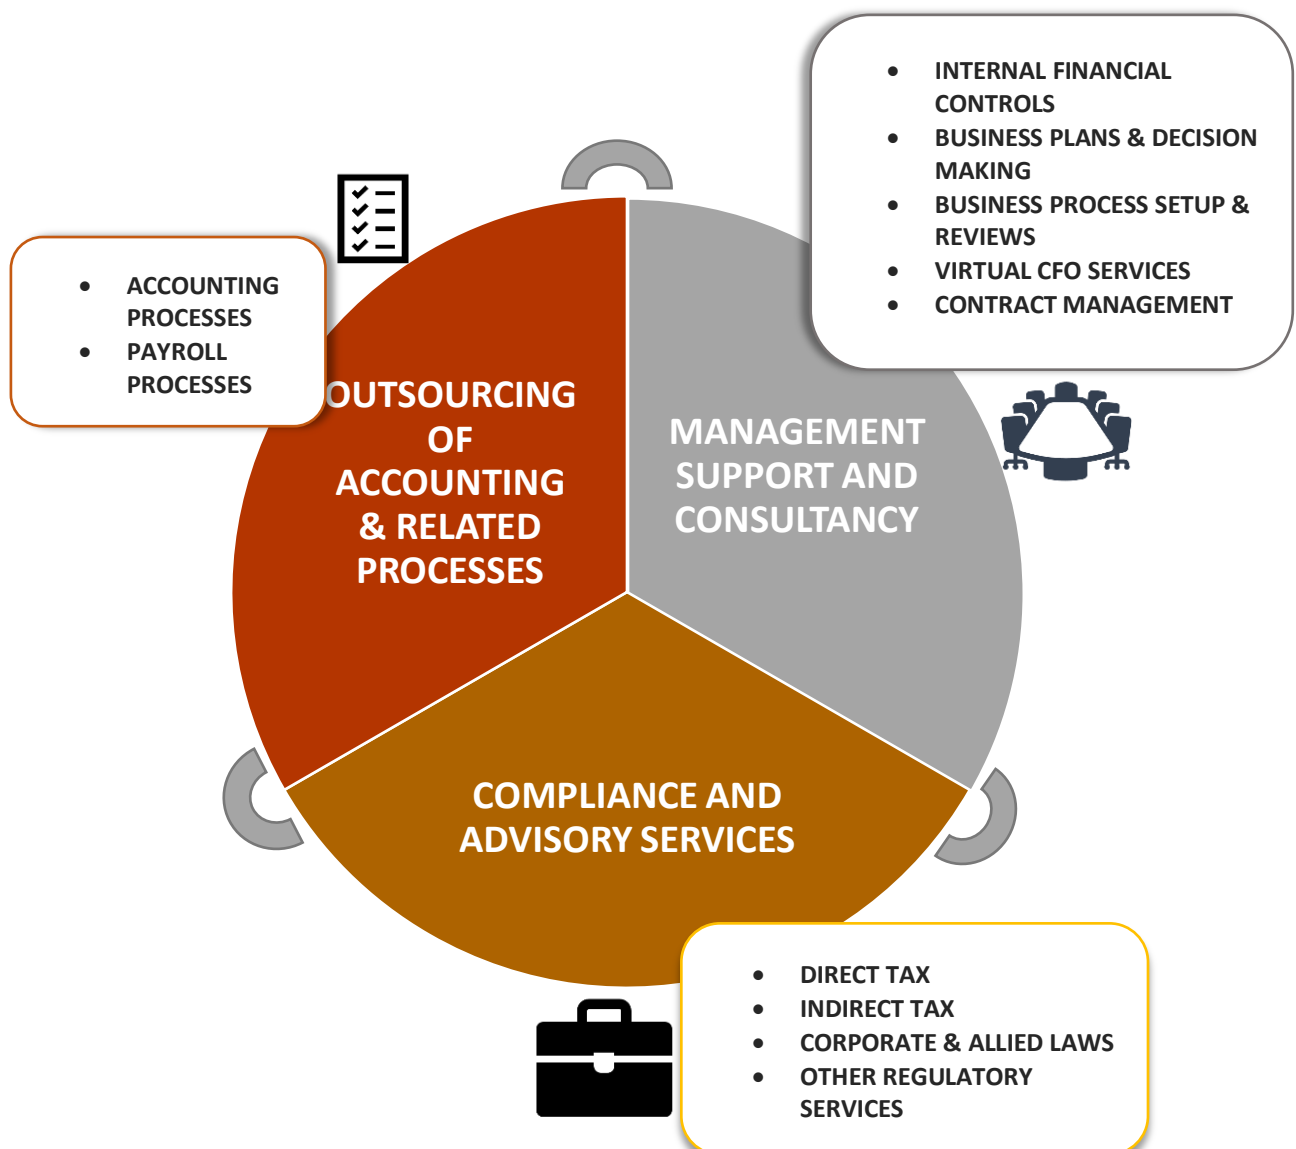 INTERNAL FINANCIAL
CONTROLS
BUSINESS PLANS & DECISION
MAKING
BUSINESS PROCESS SETUP &
REVIEWS
VIRTUAL CFO SERVICES
CONTRACT MANAGEMENT
ACCOUNTING
PROCESSES
PAYROLL
PROCESSES
OUTSOURCING
OF
ACCOUNTING
& RELATED
PROCESSES
MANAGEMENT
SUPPORT AND
CONSULTANCY
COMPLIANCE AND
ADVISORY SERVICES
DIRECT TAX
INDIRECT TAX
CORPORATE & ALLIED LAWS
OTHER REGULATORY
SERVICES